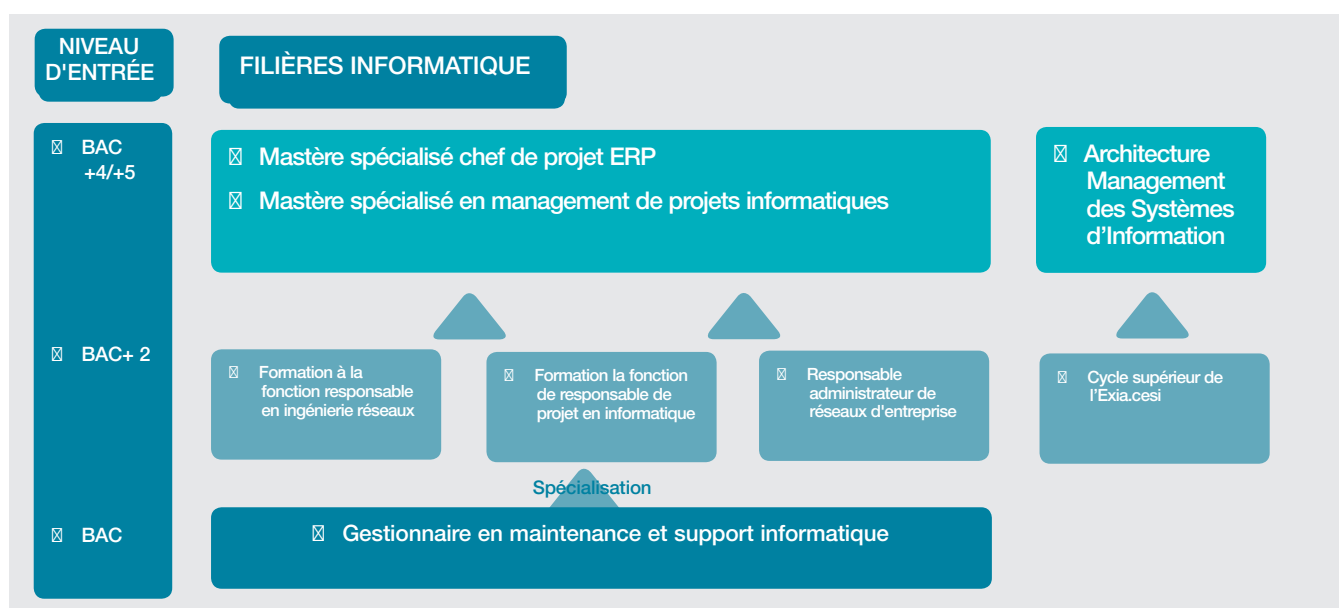 NIVEAU
D'ENTRÉE
FILIÈRES INFORMATIQUE
BAC
+4/+5
Mastère spécialisé chef de projet ERP
Mastère spécialisé en management de projets informatiques
Architecture
Management
des Systèmes
d’Information
BAC+ 2
Formation à la
fonction responsable
en ingénierie réseaux
Formation la fonction
de responsable de
projet en informatique
Responsable
administrateur de
réseaux d'entreprise
Cycle supérieur de
l’Exia.cesi
Spécialisation
BAC
Gestionnaire en maintenance et support informatique